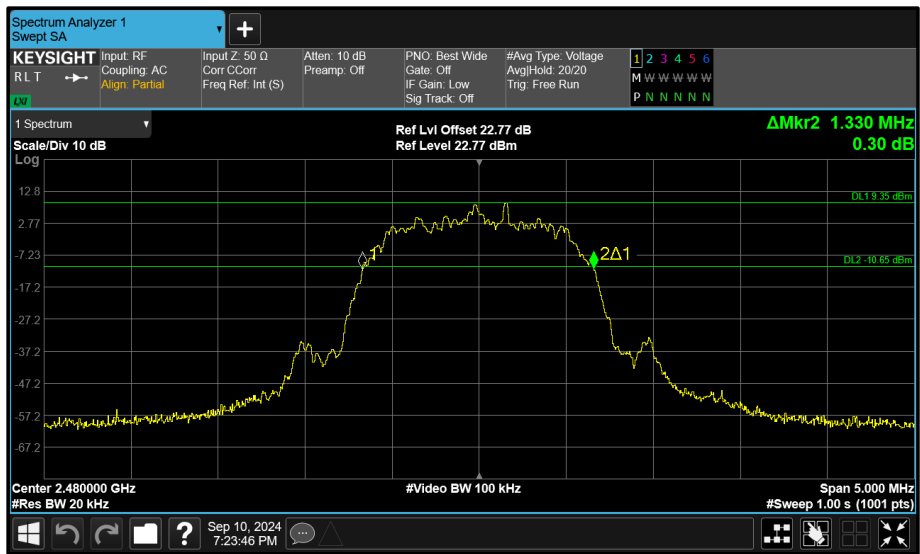 Spectrum Analyzer 1
Swept SA
KEYSIGHT
R L T
LXI
Input: RF
Coupling: AC
Align: Partial
Input Z: 50 Ω
Corr CCorr
Freq Ref: Int (S)
Atten: 10 dB
Preamp: Off
PNO: Best Wide
Gate: Off
IF Gain: Low
Sig Track: Off
#Avg Type: Voltage
Avg|Hold: 20/20
Trig: Free Run
1 2 3 4 5 6
M W W W W W
P N N N N N
1 Spectrum
Scale/Div 10 dB
Log
Ref Lvl Offset 22.77 dB
Ref Level 22.77 dBm
ΔMkr2 1.330 MHz
0.30 dB
12.8
DL1 9.35 dBm
2.77
-7.23
1
2Δ1
DL2 -10.65 dBm
-17.2
-27.2
-37.2
-47.2
-57.2
-67.2
Center 2.480000 GHz
#Video BW 100 kHz
Span 5.000 MHz
#Res BW 20 kHz
#Sweep 1.00 s (1001 pts)
?
Sep 10, 2024
7:23:46 PM